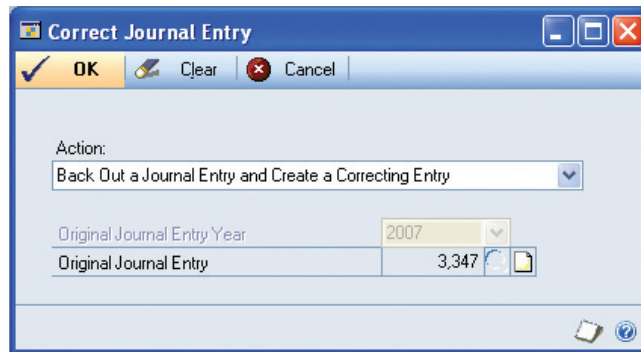 Correct Journal Entry
OK Clear Cancel
Action:
Back Out a Journal Entry and Create a Correcting Entry
Original Journal Entry Year 2007
Original Journal Entry 3,347